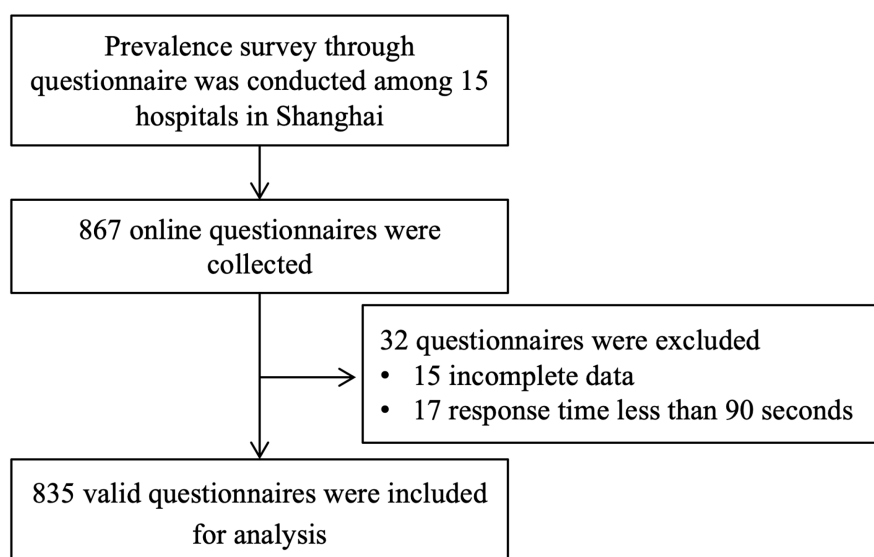 Prevalence survey through
questionnaire was conducted among 15
hospitals in Shanghai
867 online questionnaires were
collected
32 questionnaires were excluded
• 15 incomplete data
• 17 response time less than 90 seconds
835 valid questionnaires were included
for analysis